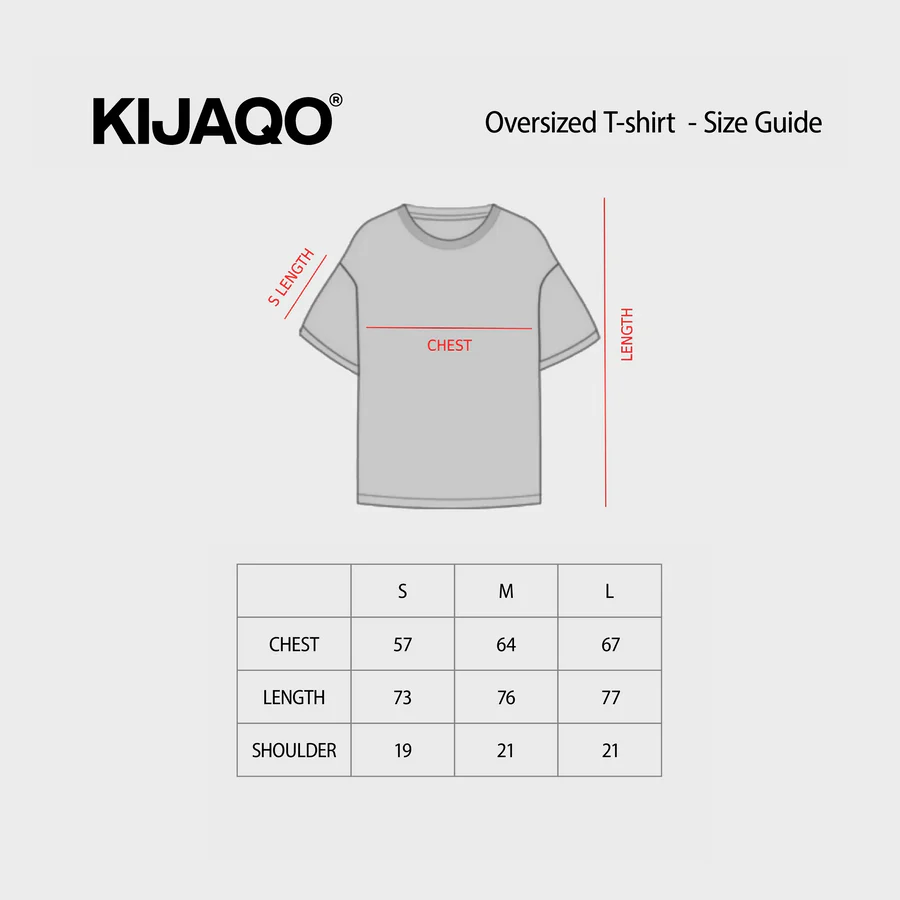 KIJAQO®
Oversized T-shirt - Size Guide
S LENGTH
CHEST
LENGTH
S M L
CHEST 57 64 67
LENGTH 73 76 77
SHOULDER 19 21 21